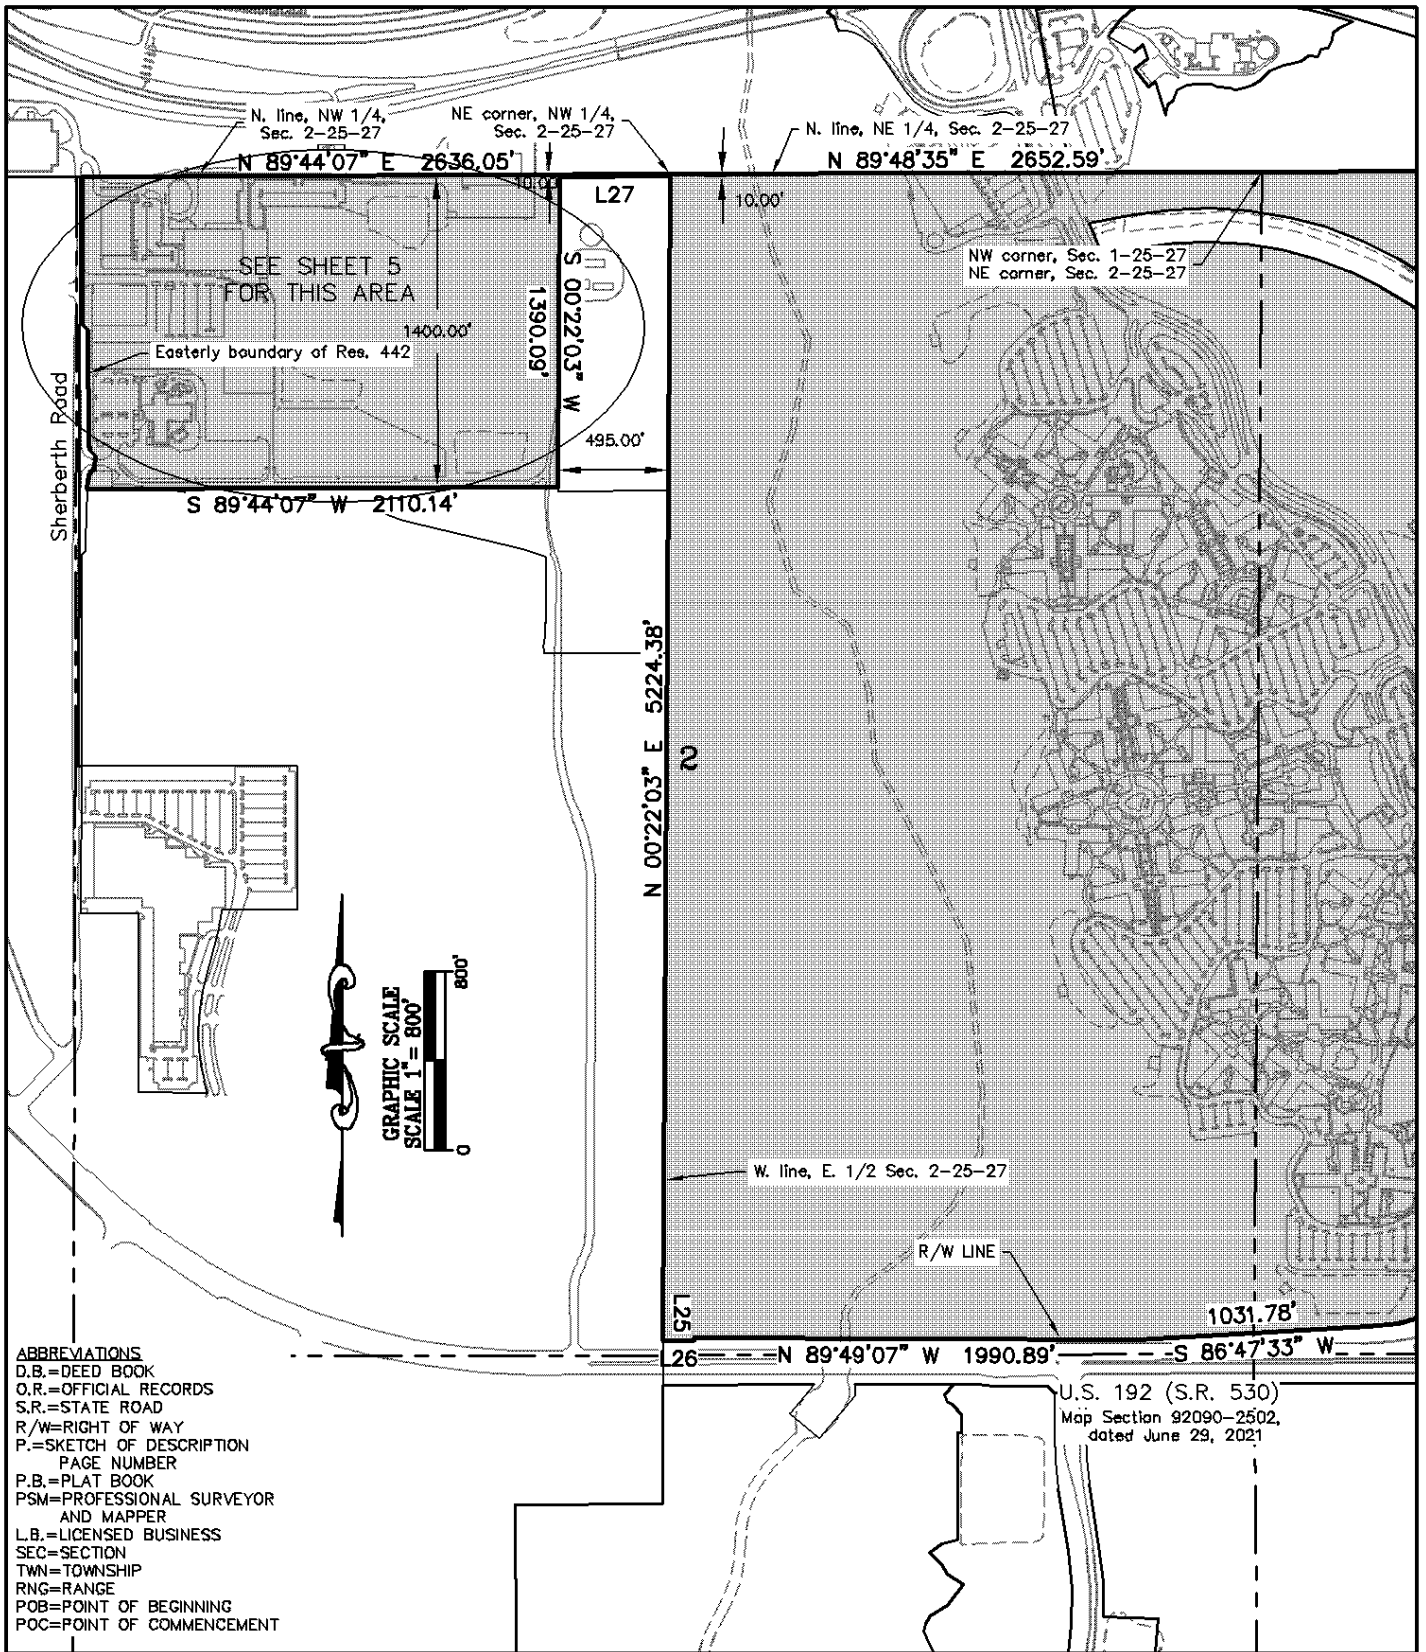 N. line, NW 1/4,
Sec. 2-25-27
NE corner, NW 1/4,
Sec. 2-25-27
N. line, NE 1/4, Sec. 2-25-27
N 89°44'07" E 2636.05'
N 89°48'35" E 2652.59'
10.00'
L27
10.00'
NW corner, Sec. 1-25-27
NE corner, Sec. 2-25-27
SEE SHEET 5
FOR THIS AREA
S 00°22'03" W
1390.09'
1400.00'
Easterly boundary of Res. 442
Sherberth Road
495.00'
S 89°44'07" W 2110.14'
N 00°22'03" E 5224.38'
2
GRAPHIC SCALE
SCALE 1" = 800'
0 800'
W. line, E. 1/2 Sec. 2-25-27
R/W LINE
L25
1031.78'
L26
N 89°49'07" W 1990.89'
S 86°47'33" W
U.S. 192 (S.R. 530)
Map Section 92090-2502,
dated June 29, 2021
ABBREVIATIONS
D.B.=DEED BOOK
O.R.=OFFICIAL RECORDS
S.R.=STATE ROAD
R/W=RIGHT OF WAY
P.=SKETCH OF DESCRIPTION
PAGE NUMBER
P.B.=PLAT BOOK
PSM=PROFESSIONAL SURVEYOR
AND MAPPER
L.B.=LICENSED BUSINESS
SEC=SECTION
TWN=TOWNSHIP
RNG=RANGE
POB=POINT OF BEGINNING
POC=POINT OF COMMENCEMENT